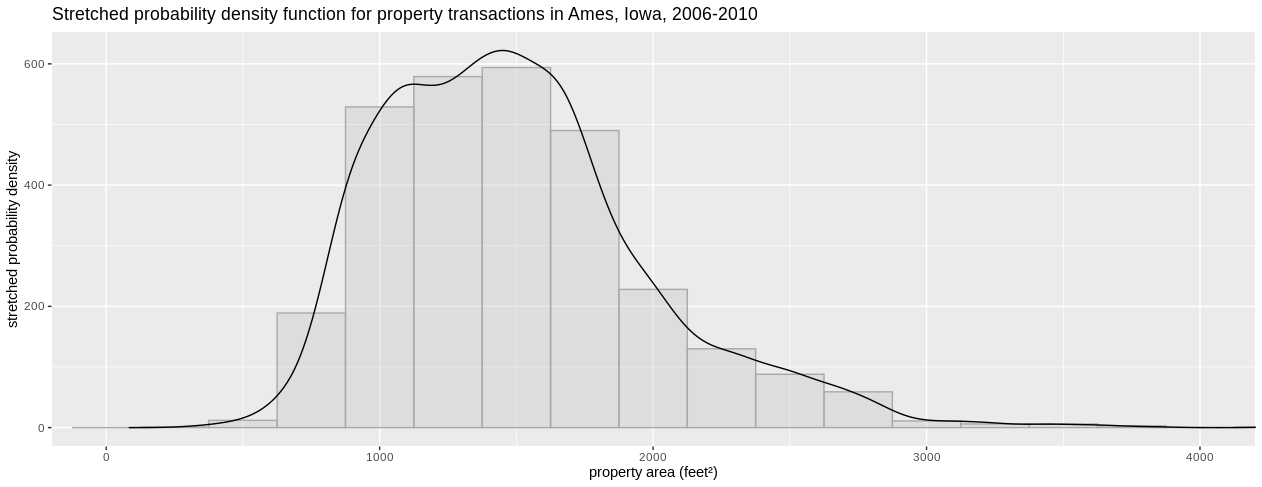 Stretched probability density function for property transactions in Ames, Iowa, 2006-2010
stretched probability density
600
400
200
0
0 1000 2000 3000 4000
property area (feet²)